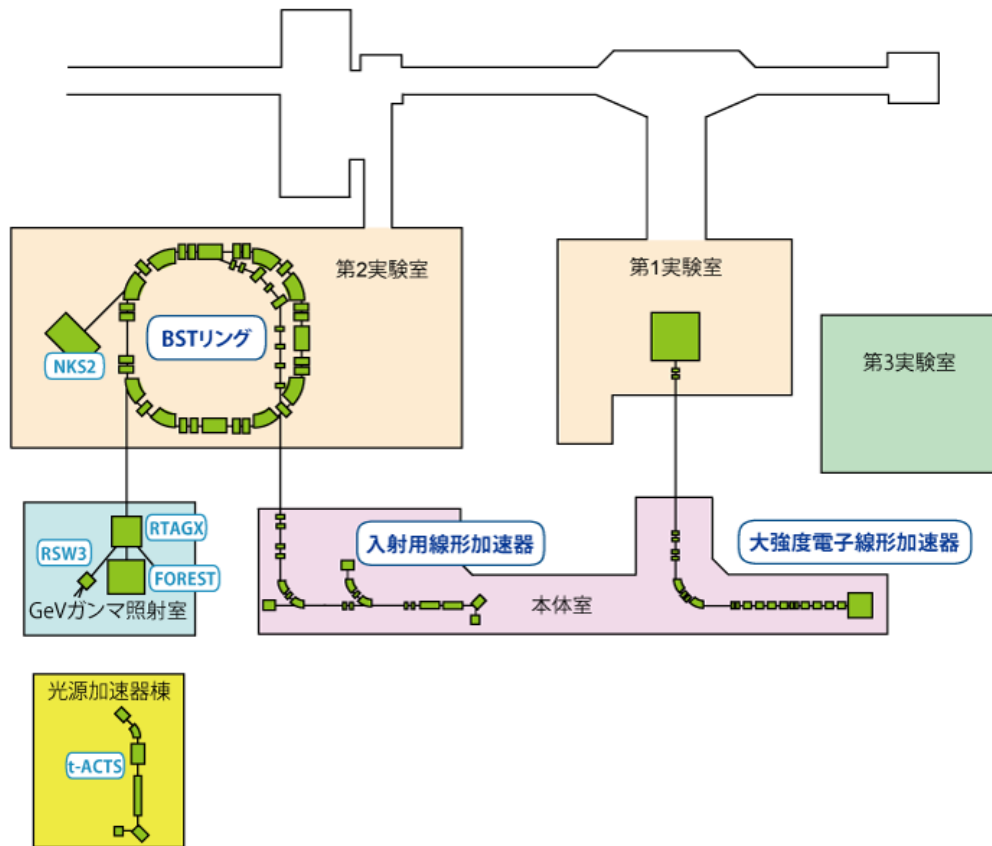 第2実験室
第1実験室
BSTリング
NKS2
第3実験室
RTAGX
RSW3
FOREST
GeVガンマ照射室
入射用線形加速器
大強度電子線形加速器
本体室
光源加速器棟
t-ACTS